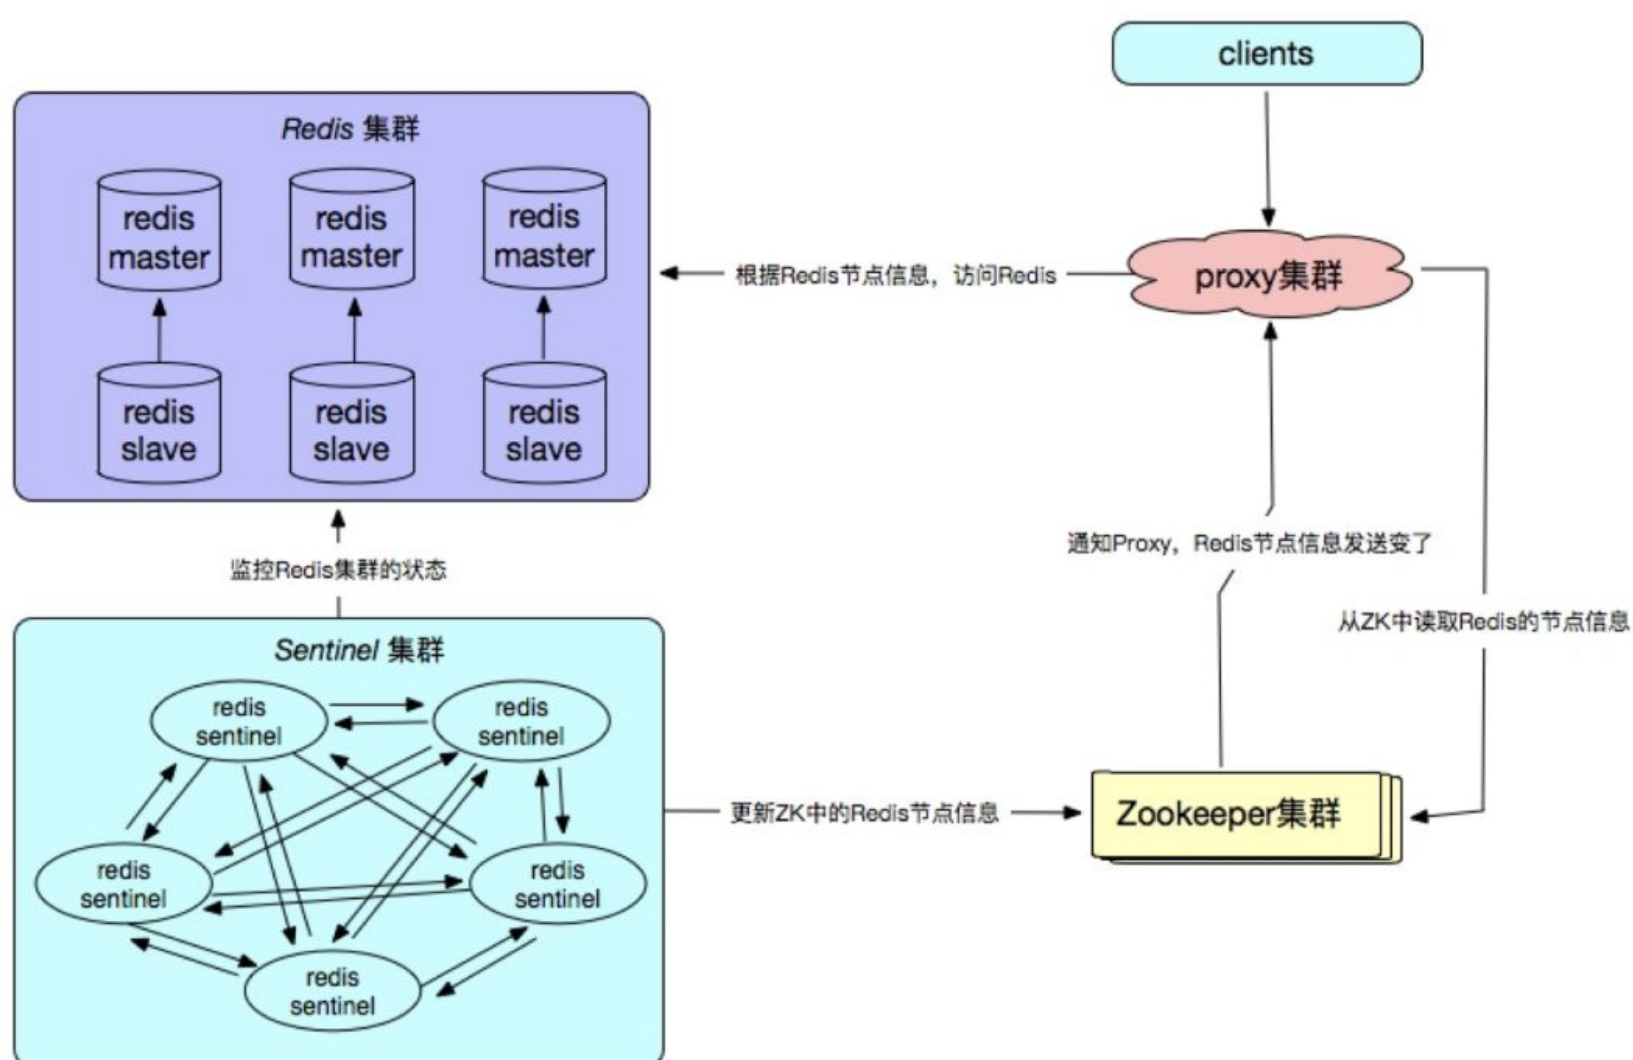 clients
Redis 集群
redis
master
redis
master
redis
master
根据Redis节点信息，访问Redis
proxy集群
redis
slave
redis
slave
redis
slave
监控Redis集群的状态
通知Proxy，Redis节点信息发送变了
从ZK中读取Redis的节点信息
Sentinel 集群
redis
sentinel
redis
sentinel
更新ZK中的Redis节点信息
Zookeeper集群
redis
sentinel
redis
sentinel
redis
sentinel